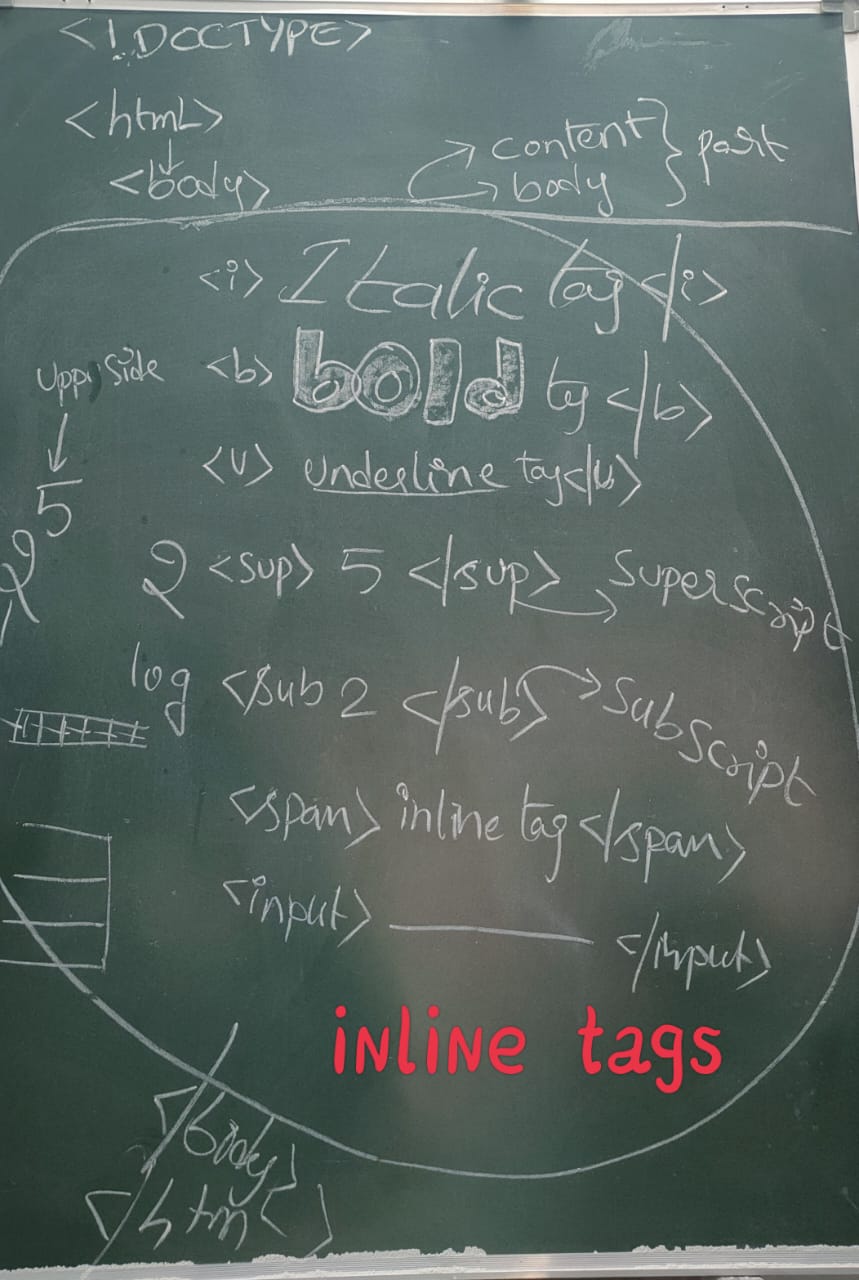 <!DOCTYPE>
<html>
<body>
content
body
part
<i> Italic tag </i>
<b> bold tg </b>
Uppr Side
<u> underline tag</u>
2 5
2 <sup> 5 </sup> Superscript
log <sub 2 </sub> Subscript
<span> inline tag </span>
<input> </input>
inline tags
</body>
</html>